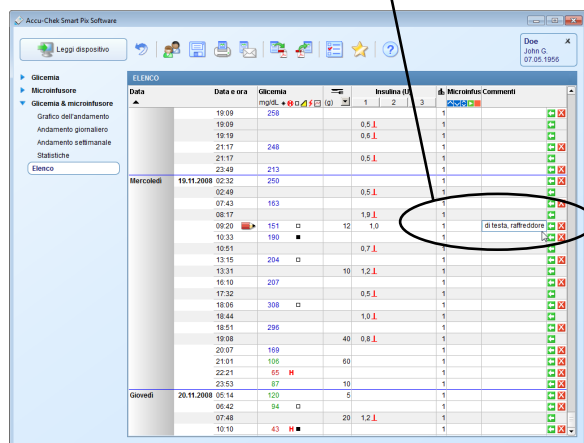 Accu-Chek Smart Pix Software
Leggi dispositivo
Doe
John G.
07.05.1956
Glicemia
Microinfusore
Glicemia & microinfusore
Grafico dell'andamento
Andamento giornaliero
Andamento settimanale
Statistiche
Elenco
ELENCO
Data Data e ora Glicemia Insulina (U) Microinfus Commenti
mg/dL (g) 1 2 3
19:09 258 1
19:09 0,5 1
19:19 0,6 1
21:17 248 1
21:17 0,5 1
23:49 213 1
Mercoledì 19.11.2008 02:32 250 1
02:49 0,5 1
07:43 163 1
08:17 1,9 1
09:20 151 12 1,0 1 di testa, raffreddore
10:33 190 1
10:51 0,7 1
13:15 204 1
13:31 10 1,2 1
16:10 207 1
17:32 0,5 1
18:06 308 1
18:44 1,0 1
18:51 296 1
19:08 40 0,8 1
20:07 169 1
21:01 106 60 1
22:21 65 H 1
23:53 87 10 1
Giovedì 20.11.2008 05:14 120 5 1
06:42 94 1
07:48 20 1,2 1
10:10 43 H 1